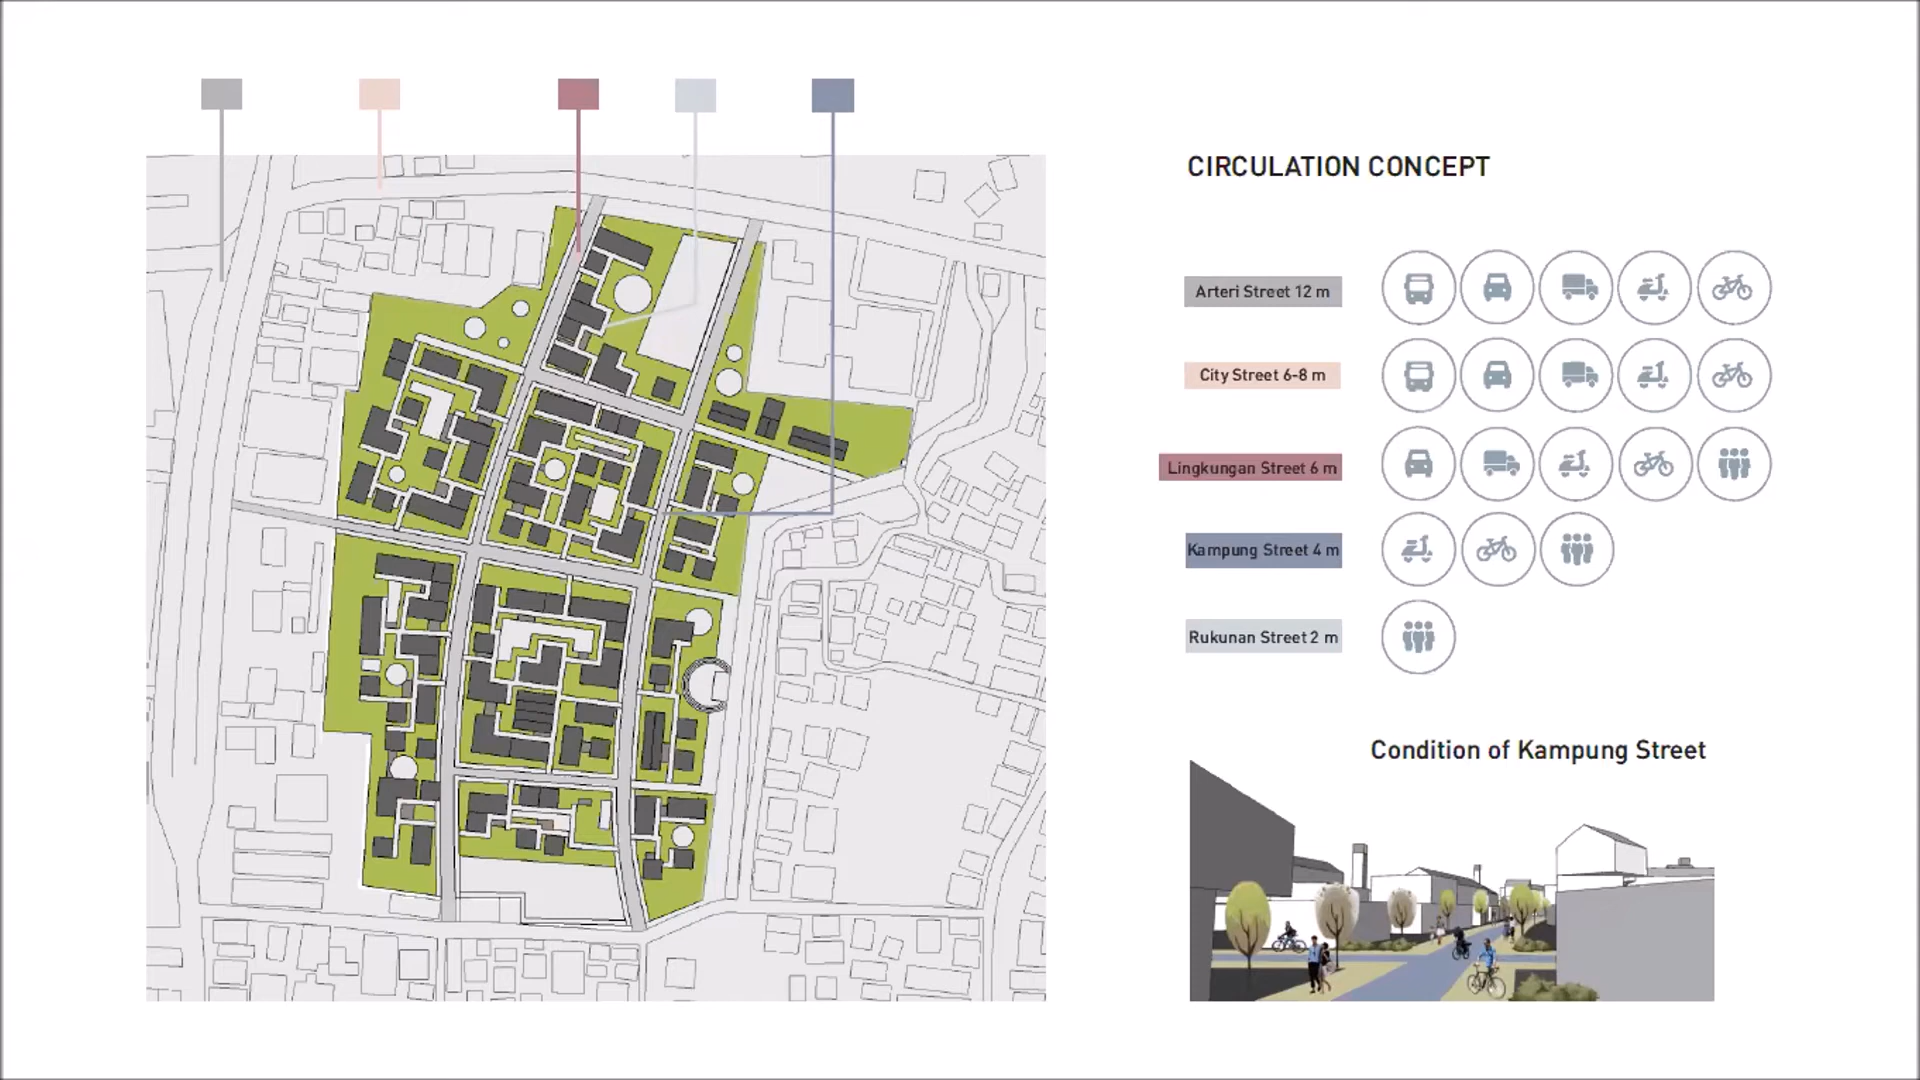 CIRCULATION CONCEPT
Arteri Street 12 m
City Street 6-8 m
Lingkungan Street 6 m
Kampung Street 4 m
Rukunan Street 2 m
Condition of Kampung Street